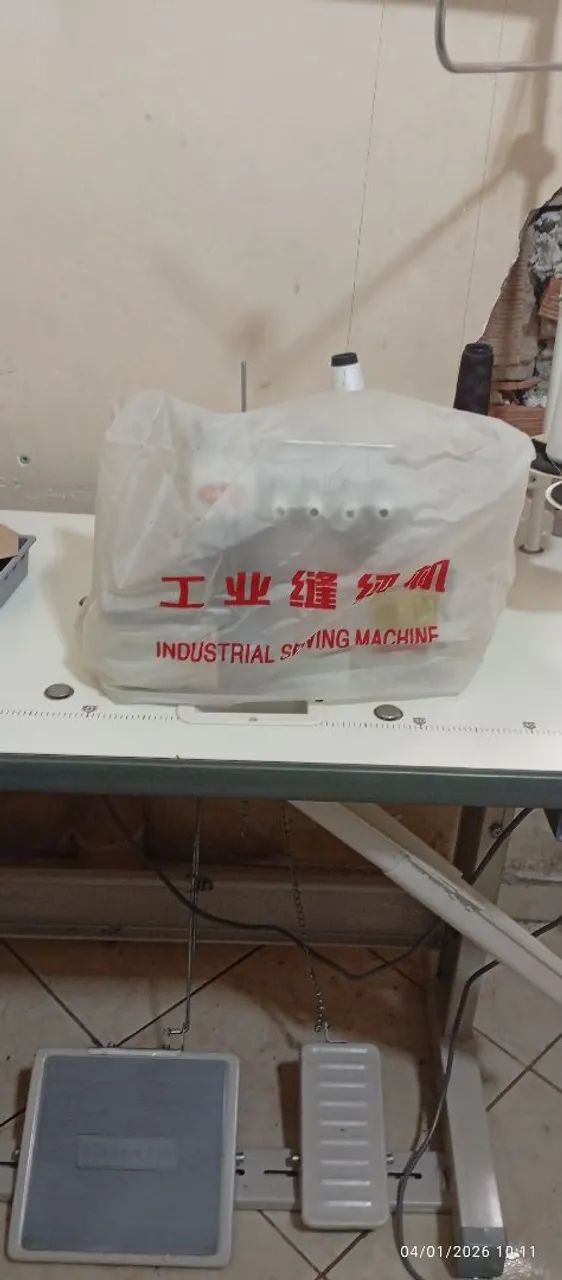 工业缝纫机
INDUSTRIAL SEWING MACHINE
04/01/2026 10:11